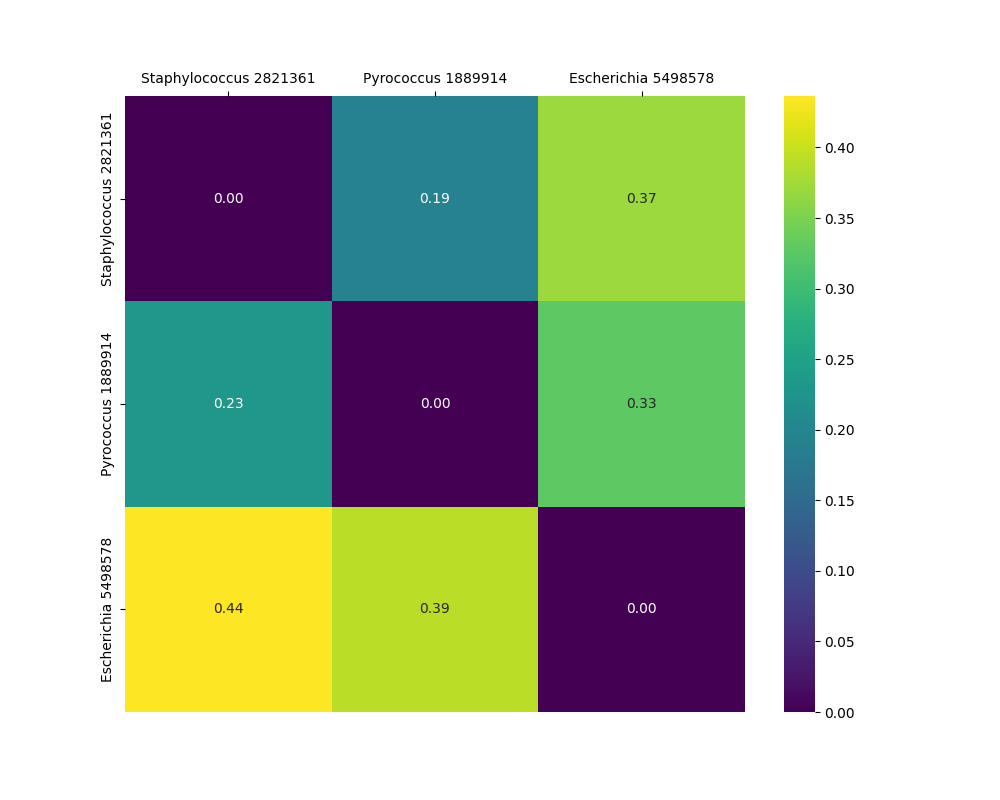 Staphylococcus 2821361 Pyrococcus 1889914 Escherichia 5498578
Staphylococcus 2821361
0.00 0.19 0.37
Pyrococcus 1889914
0.23 0.00 0.33
Escherichia 5498578
0.44 0.39 0.00
0.40
0.35
0.30
0.25
0.20
0.15
0.10
0.05
0.00